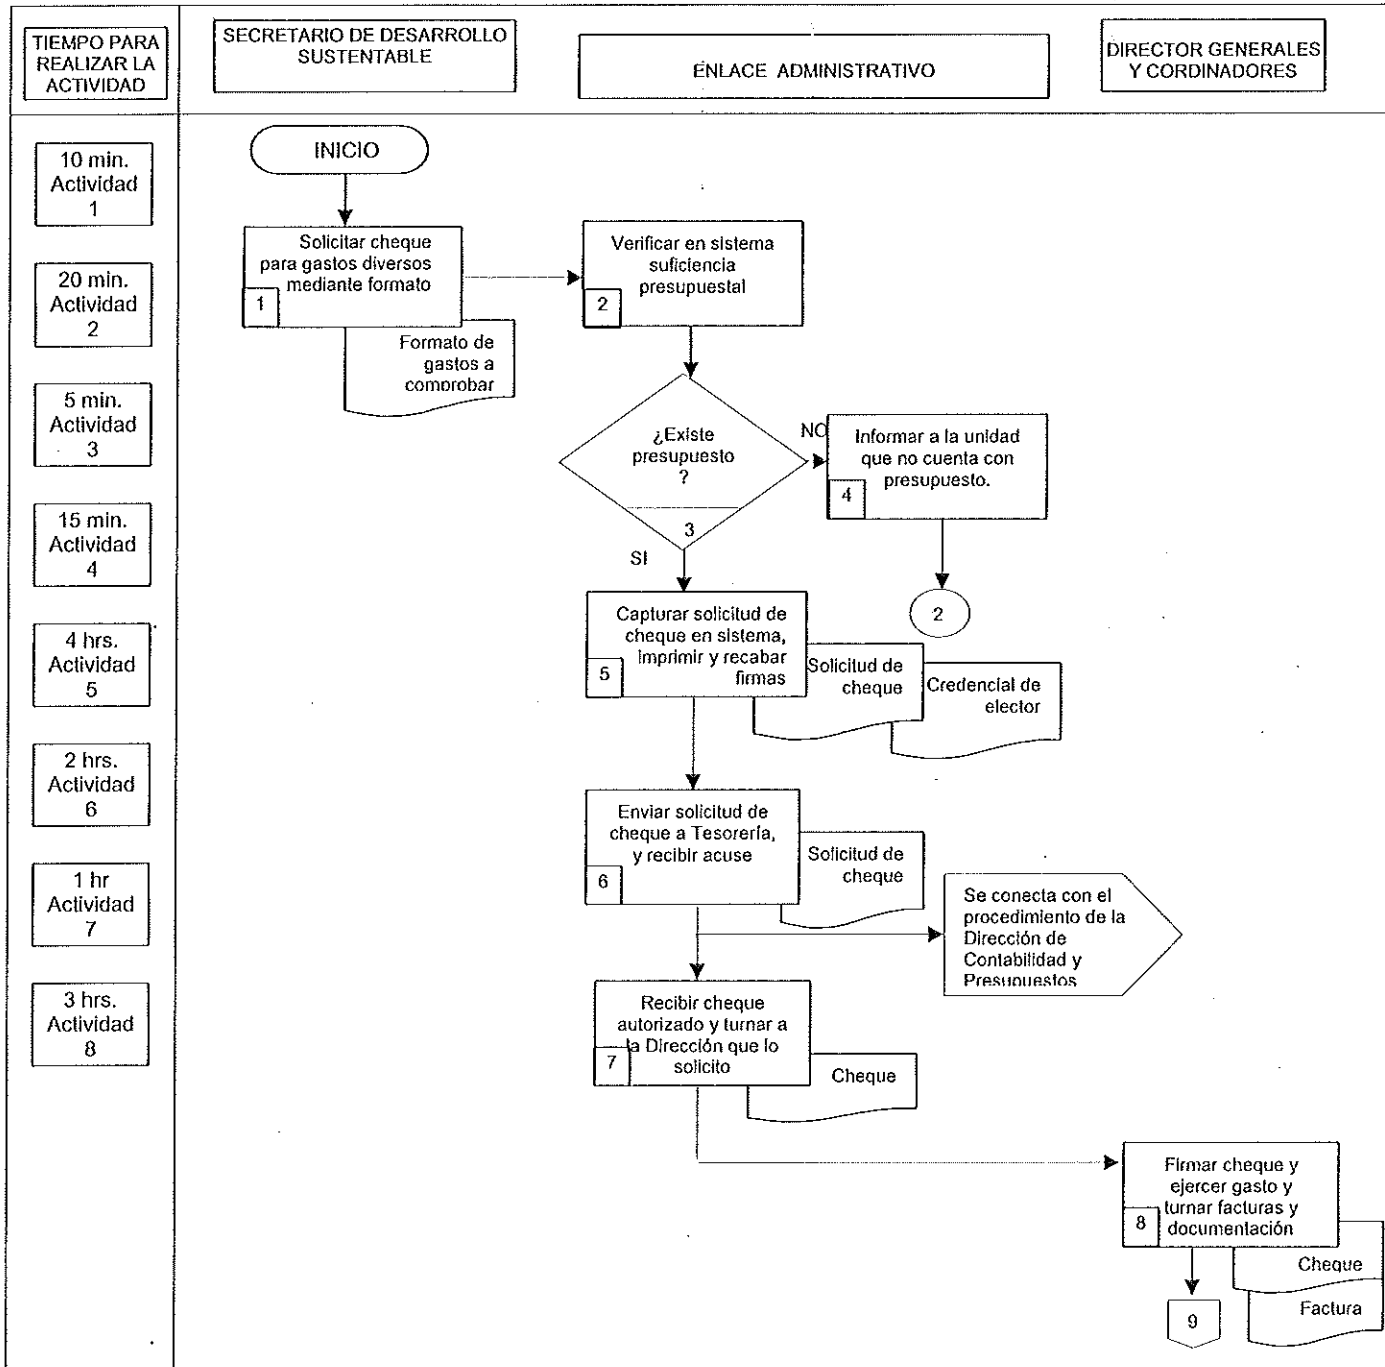 TIEMPO PARA
REALIZAR LA
ACTIVIDAD
SECRETARIO DE DESARROLLO
SUSTENTABLE
ENLACE ADMINISTRATIVO
DIRECTOR GENERALES
Y CORDINADORES
10 min.
Actividad
1
20 min.
Actividad
2
5 min.
Actividad
3
15 min.
Actividad
4
4 hrs.
Actividad
5
2 hrs.
Actividad
6
1 hr
Actividad
7
3 hrs.
Actividad
8
INICIO
Solicitar cheque
para gastos diversos
mediante formato
1
Formato de
gastos a
comprobar
Verificar en sistema
suficiencia
presupuestal
2
¿Existe
presupuesto
?
3
NO
SI
Informar a la unidad
que no cuenta con
presupuesto.
4
2
Capturar solicitud de
cheque en sistema,
imprimir y recabar
firmas
5
Solicitud de
cheque
Credencial de
elector
Enviar solicitud de
cheque a Tesorería,
y recibir acuse
6
Solicitud de
cheque
Se conecta con el
procedimiento de la
Dirección de
Contabilidad y
Presupuestos
Recibir cheque
autorizado y turnar a
la Dirección que lo
solicito
7
Cheque
Firmar cheque y
ejercer gasto y
turnar facturas y
documentación
8
Cheque
Factura
9